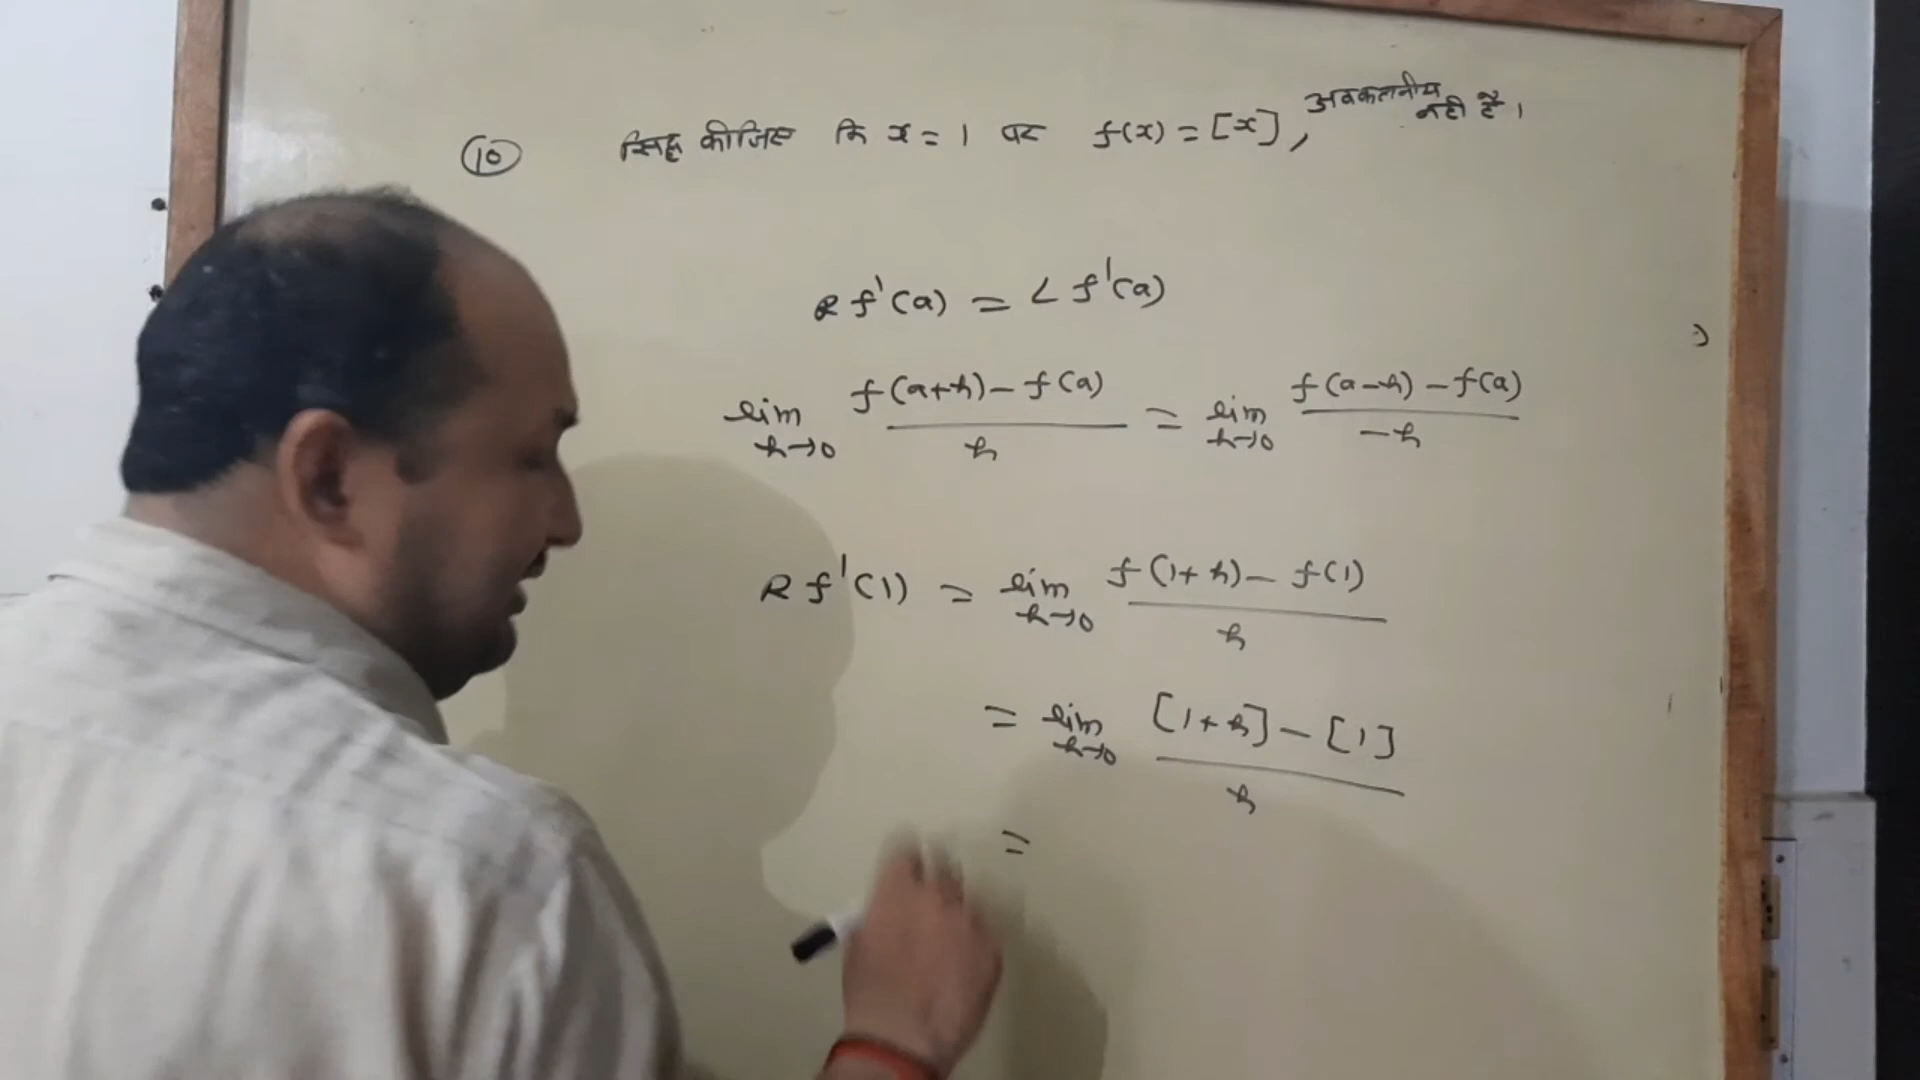 (10) सिद्ध कीजिए कि x = 1 पर f(x) = [x], अवकलनीय नही है।
R f'(a) = L f'(a)
lim h→0 f(a+h) - f(a) / h = lim h→0 f(a-h) - f(a) / -h
R f'(1) = lim h→0 f(1+h) - f(1) / h
= lim h→0 [1+h] - [1] / h
=